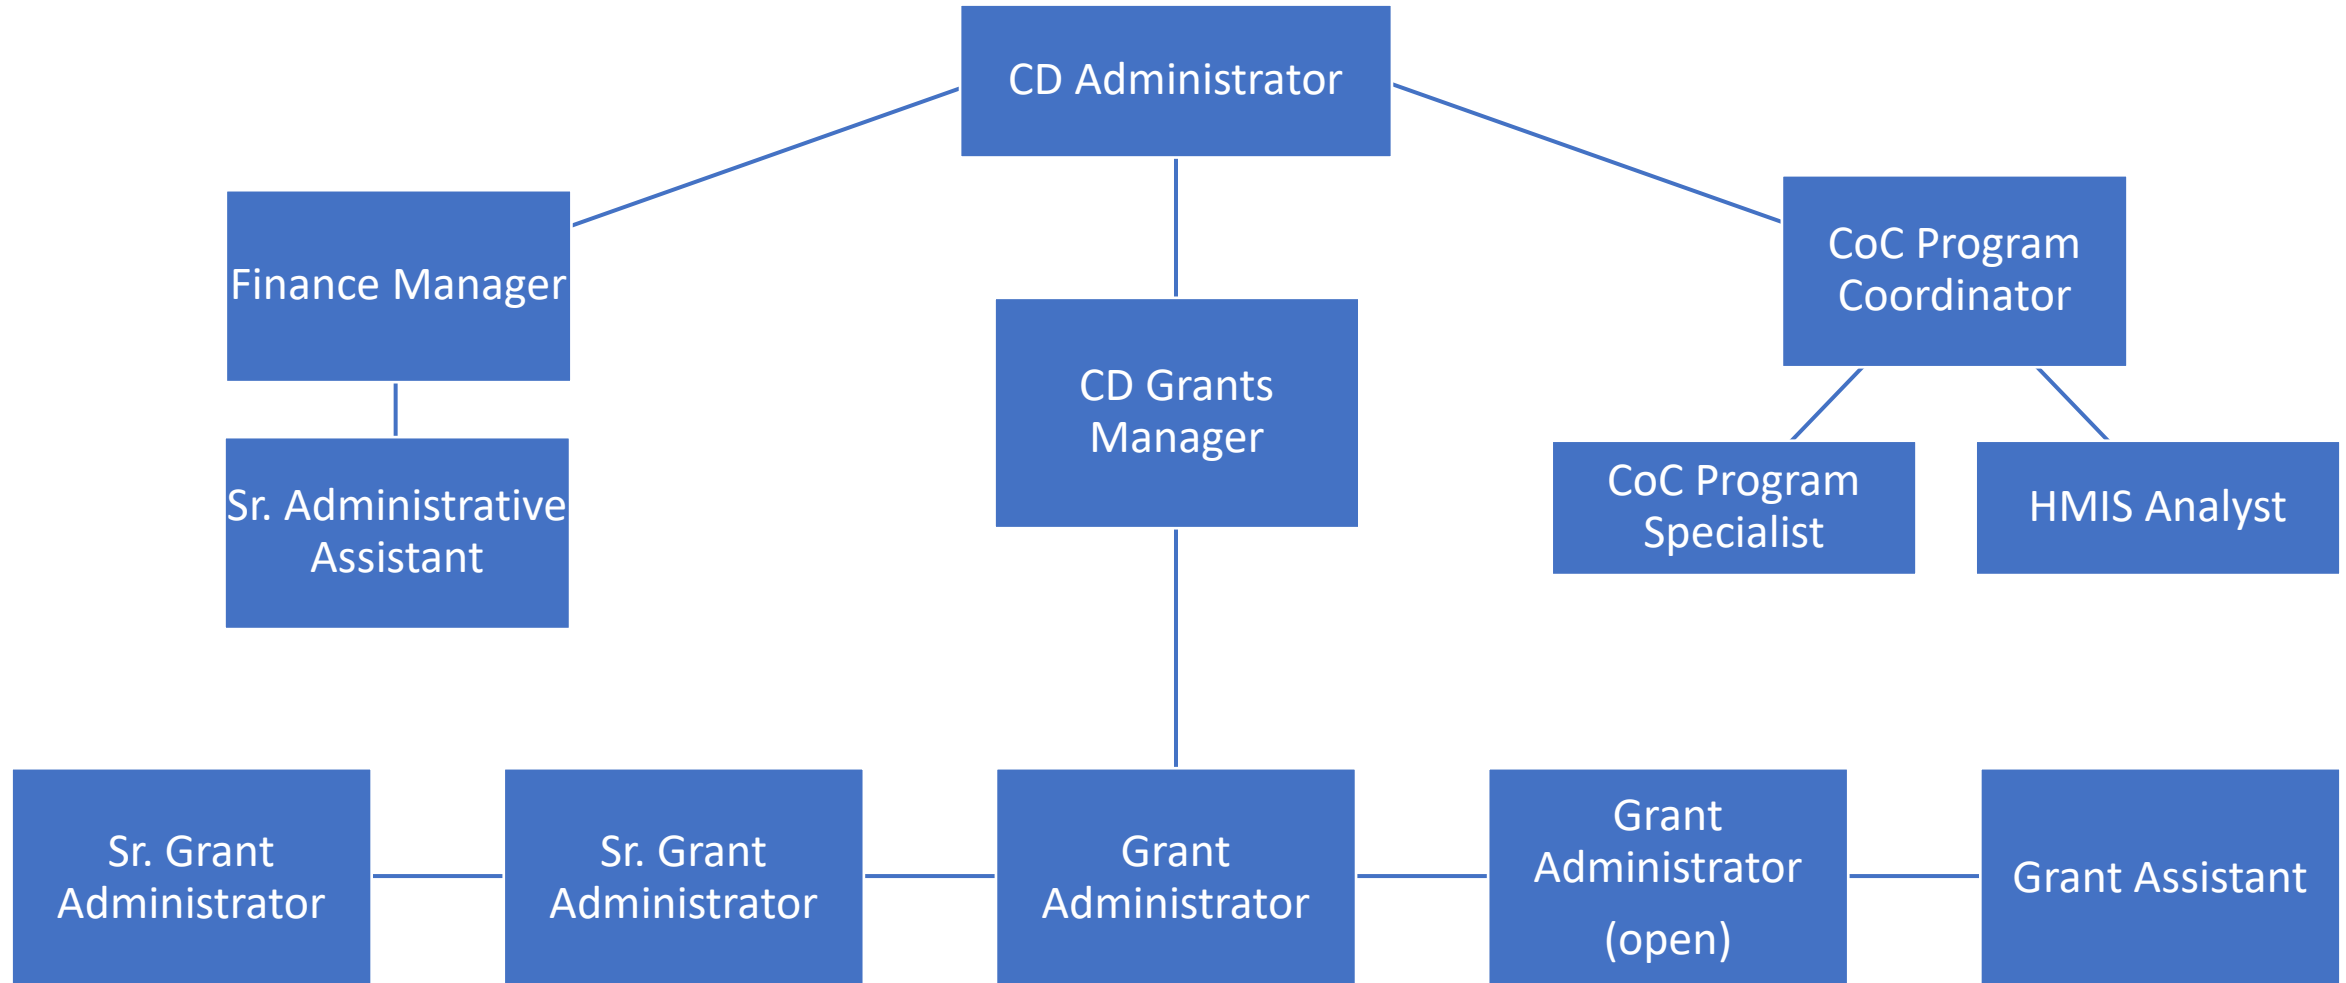 CD Administrator
Finance Manager
CoC Program
Coordinator
CD Grants
Manager
Sr. Administrative
Assistant
CoC Program
Specialist
HMIS Analyst
Sr. Grant
Administrator
Sr. Grant
Administrator
Grant
Administrator
Grant
Administrator
(open)
Grant Assistant